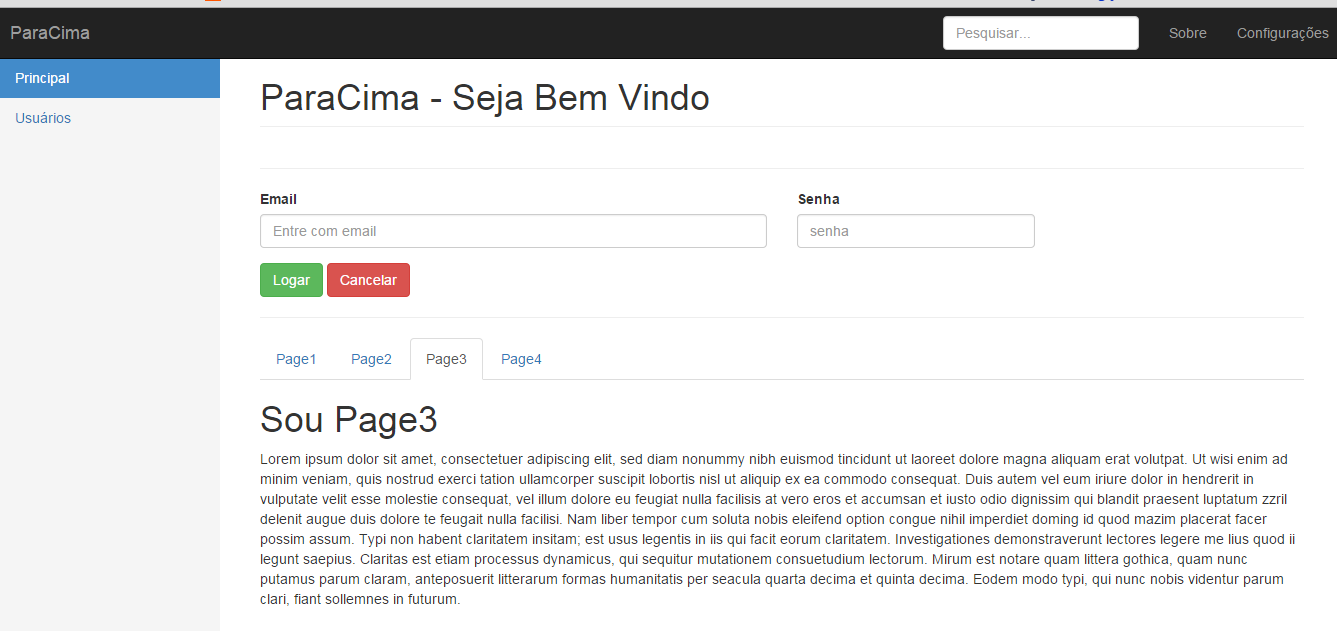 ParaCima
Pesquisar...
Sobre
Configurações
Principal
Usuários
ParaCima - Seja Bem Vindo
Email
Senha
Entre com email
senha
Logar
Cancelar
Page1
Page2
Page3
Page4
Sou Page3
Lorem ipsum dolor sit amet, consectetuer adipiscing elit, sed diam nonummy nibh euismod tincidunt ut laoreet dolore magna aliquam erat volutpat. Ut wisi enim ad
minim veniam, quis nostrud exerci tation ullamcorper suscipit lobortis nisl ut aliquip ex ea commodo consequat. Duis autem vel eum iriure dolor in hendrerit in
vulputate velit esse molestie consequat, vel illum dolore eu feugiat nulla facilisis at vero eros et accumsan et iusto odio dignissim qui blandit praesent luptatum zzril
delenit augue duis dolore te feugait nulla facilisi. Nam liber tempor cum soluta nobis eleifend option congue nihil imperdiet doming id quod mazim placerat facer
possim assum. Typi non habent claritatem insitam; est usus legentis in iis qui facit eorum claritatem. Investigationes demonstraverunt lectores legere me lius quod ii
legunt saepius. Claritas est etiam processus dynamicus, qui sequitur mutationem consuetudium lectorum. Mirum est notare quam littera gothica, quam nunc
putamus parum claram, anteposuerit litterarum formas humanitatis per seacula quarta decima et quinta decima. Eodem modo typi, qui nunc nobis videntur parum
clari, fiant sollemnes in futurum.